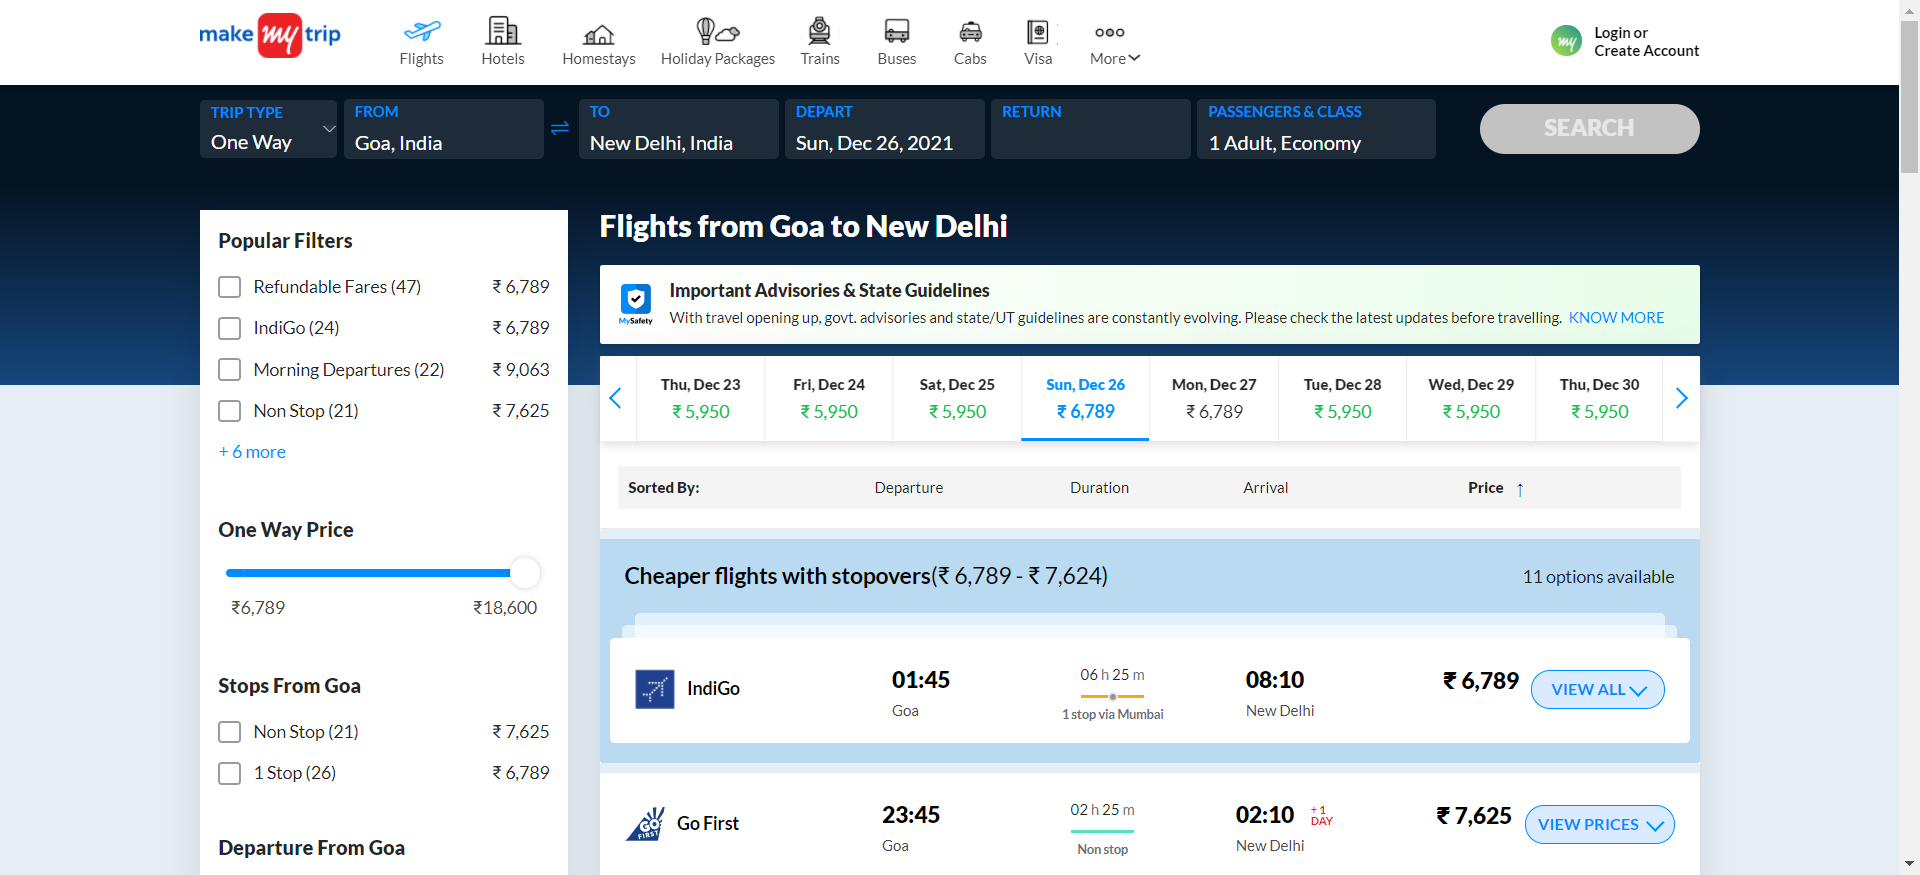 make my trip
Flights
Hotels
Homestays
Holiday Packages
Trains
Buses
Cabs
Visa
More
my
Login or
Create Account
TRIP TYPE
One Way
FROM
Goa, India
TO
New Delhi, India
DEPART
Sun, Dec 26, 2021
RETURN
PASSENGERS & CLASS
1 Adult, Economy
SEARCH
Popular Filters
Refundable Fares (47) ₹ 6,789
IndiGo (24) ₹ 6,789
Morning Departures (22) ₹ 9,063
Non Stop (21) ₹ 7,625
+ 6 more
One Way Price
₹6,789 ₹18,600
Stops From Goa
Non Stop (21) ₹ 7,625
1 Stop (26) ₹ 6,789
Departure From Goa
Flights from Goa to New Delhi
MySafety
Important Advisories & State Guidelines
With travel opening up, govt. advisories and state/UT guidelines are constantly evolving. Please check the latest updates before travelling. KNOW MORE
Thu, Dec 23
₹ 5,950
Fri, Dec 24
₹ 5,950
Sat, Dec 25
₹ 5,950
Sun, Dec 26
₹ 6,789
Mon, Dec 27
₹ 6,789
Tue, Dec 28
₹ 5,950
Wed, Dec 29
₹ 5,950
Thu, Dec 30
₹ 5,950
Sorted By: Departure Duration Arrival Price ↑
Cheaper flights with stopovers(₹ 6,789 - ₹ 7,624) 11 options available
IndiGo
01:45
Goa
06 h 25 m
1 stop via Mumbai
08:10
New Delhi
₹ 6,789
VIEW ALL
GO FIRST
Go First
23:45
Goa
02 h 25 m
Non stop
02:10 +1 DAY
New Delhi
₹ 7,625
VIEW PRICES